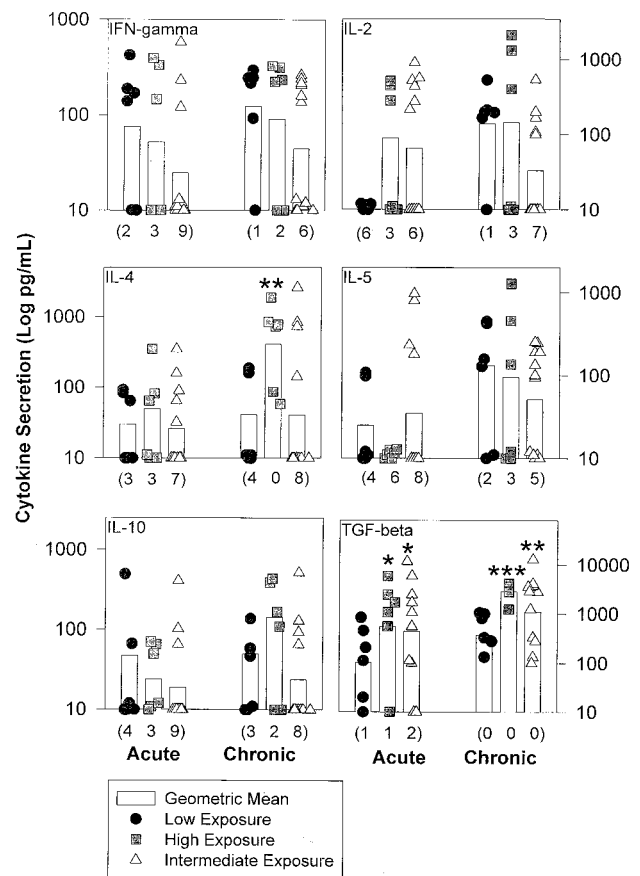 Cytokine Secretion (Log pg/mL)
IFN-gamma
1000
100
10
(2 3 9)
(1 2 6)
IL-2
1000
100
10
(6 3 6)
(1 3 7)
IL-4
**
1000
100
10
(3 3 7)
(4 0 8)
IL-5
1000
100
10
(4 6 8)
(2 3 5)
IL-10
1000
100
10
(4 3 9)
(3 2 8)
Acute
Chronic
TGF-beta
*
*
***
**
10000
1000
100
10
(1 1 2)
(0 0 0)
Acute
Chronic
Geometric Mean
Low Exposure
High Exposure
Intermediate Exposure